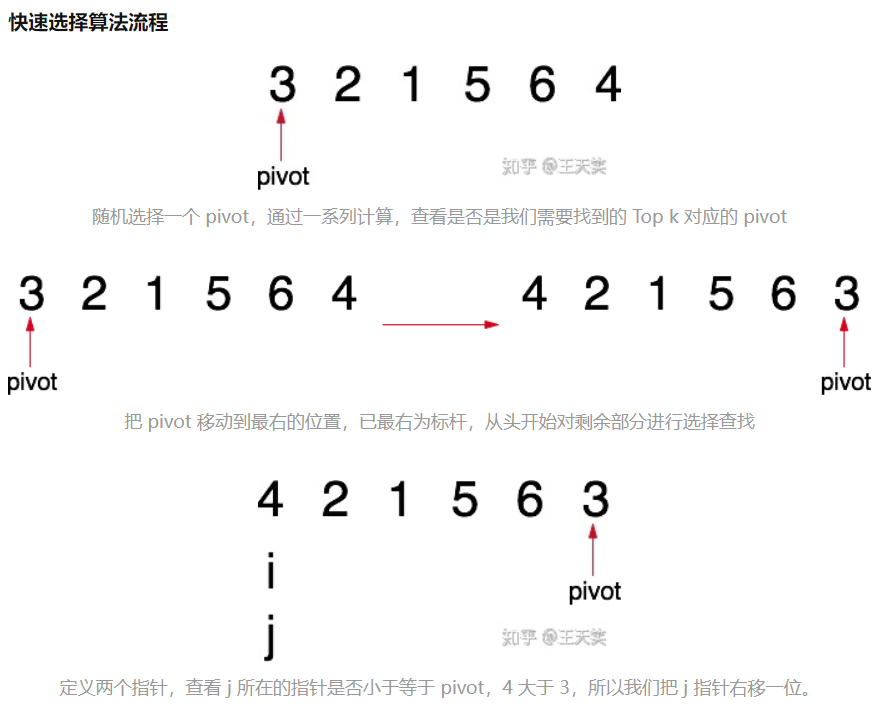 快速选择算法流程
3 2 1 5 6 4
pivot
知乎 @王天笑
随机选择一个 pivot，通过一系列计算，查看是否是我们需要找到的 Top k 对应的 pivot
3 2 1 5 6 4 4 2 1 5 6 3
pivot pivot
把 pivot 移动到最右的位置，已最右为标杆，从头开始对剩余部分进行选择查找
4 2 1 5 6 3
i
pivot
j
知乎 @王天笑
定义两个指针，查看 j 所在的指针是否小于等于 pivot，4 大于 3，所以我们把 j 指针右移一位。